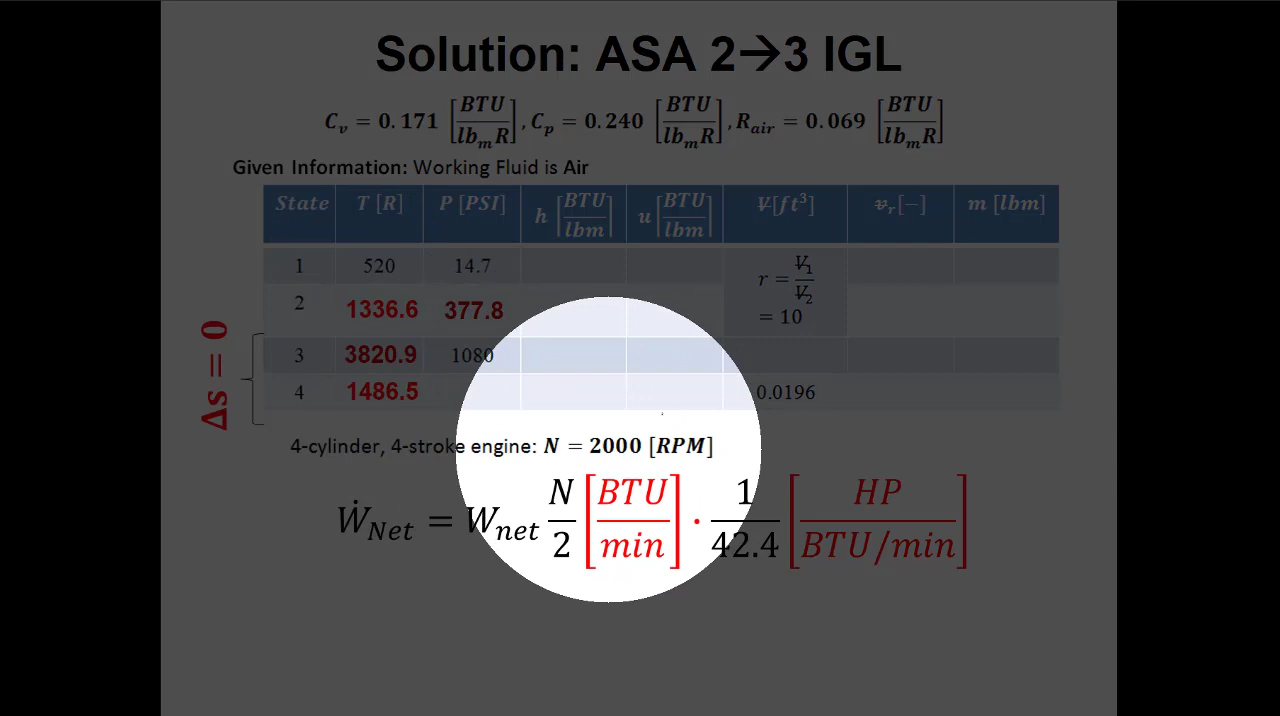 Solution: ASA 2→3 IGL
C_v = 0.171 [BTU/lb_m R], C_p = 0.240 [BTU/lb_m R], R_air = 0.069 [BTU/lb_m R]
Given Information: Working Fluid is Air
State T [R] P [PSI] h [BTU/lbm] u [BTU/lbm] V̶[ft³] v̶_r[−] m [lbm]
1 520 14.7 r = V̶_1/V̶_2 = 10
2 1336.6 377.8
3 3820.9 1080
4 1486.5 0.0196
Δs = 0
4-cylinder, 4-stroke engine: N = 2000 [RPM]
Ẇ_Net = W_net N/2 [BTU/min] · 1/42.4 [HP/BTU/min]